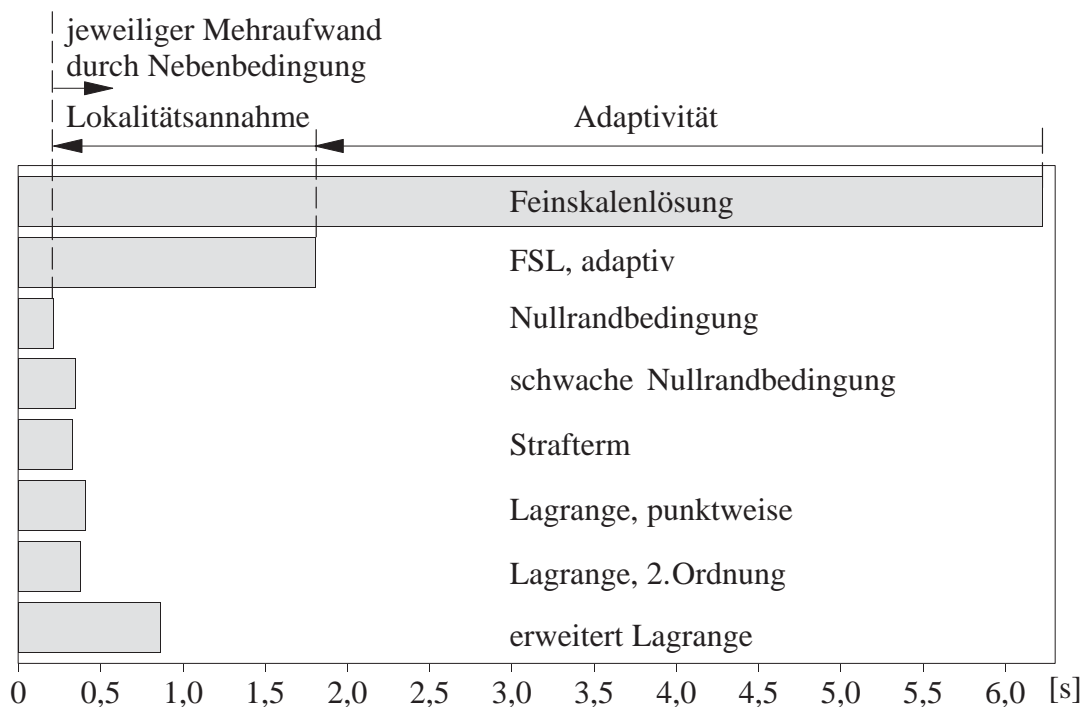 jeweiliger Mehraufwand
durch Nebenbedingung
Lokalitätsannahme
Adaptivität
Feinskalenlösung
FSL, adaptiv
Nullrandbedingung
schwache Nullrandbedingung
Strafterm
Lagrange, punktweise
Lagrange, 2.Ordnung
erweitert Lagrange
0 0,5 1,0 1,5 2,0 2,5 3,0 3,5 4,0 4,5 5,0 5,5 6,0 [s]